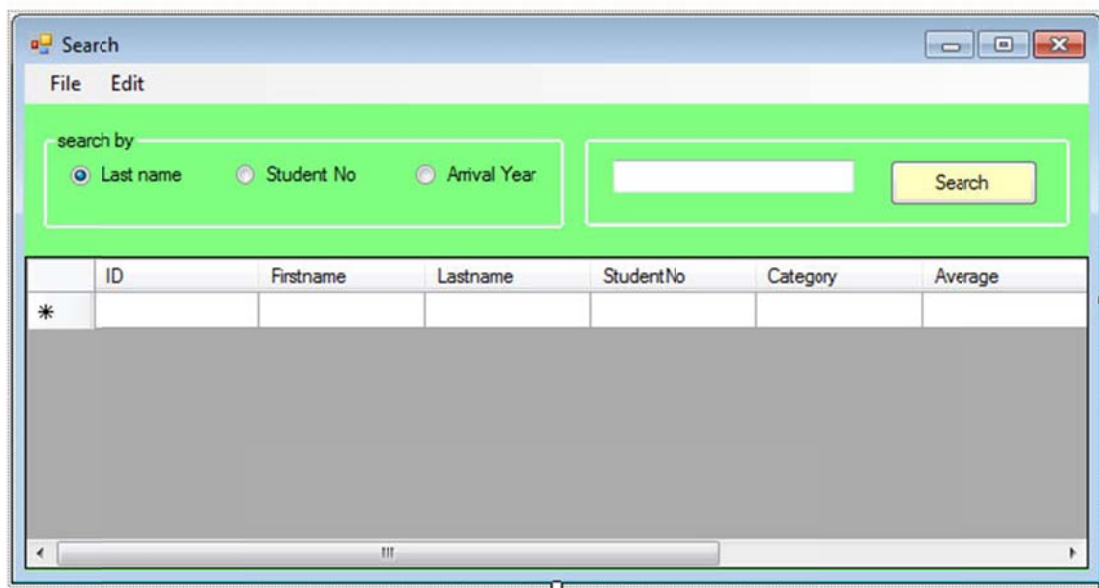 Search
File Edit
search by
Last name Student No Arrival Year
Search
ID Firstname Lastname StudentNo Category Average